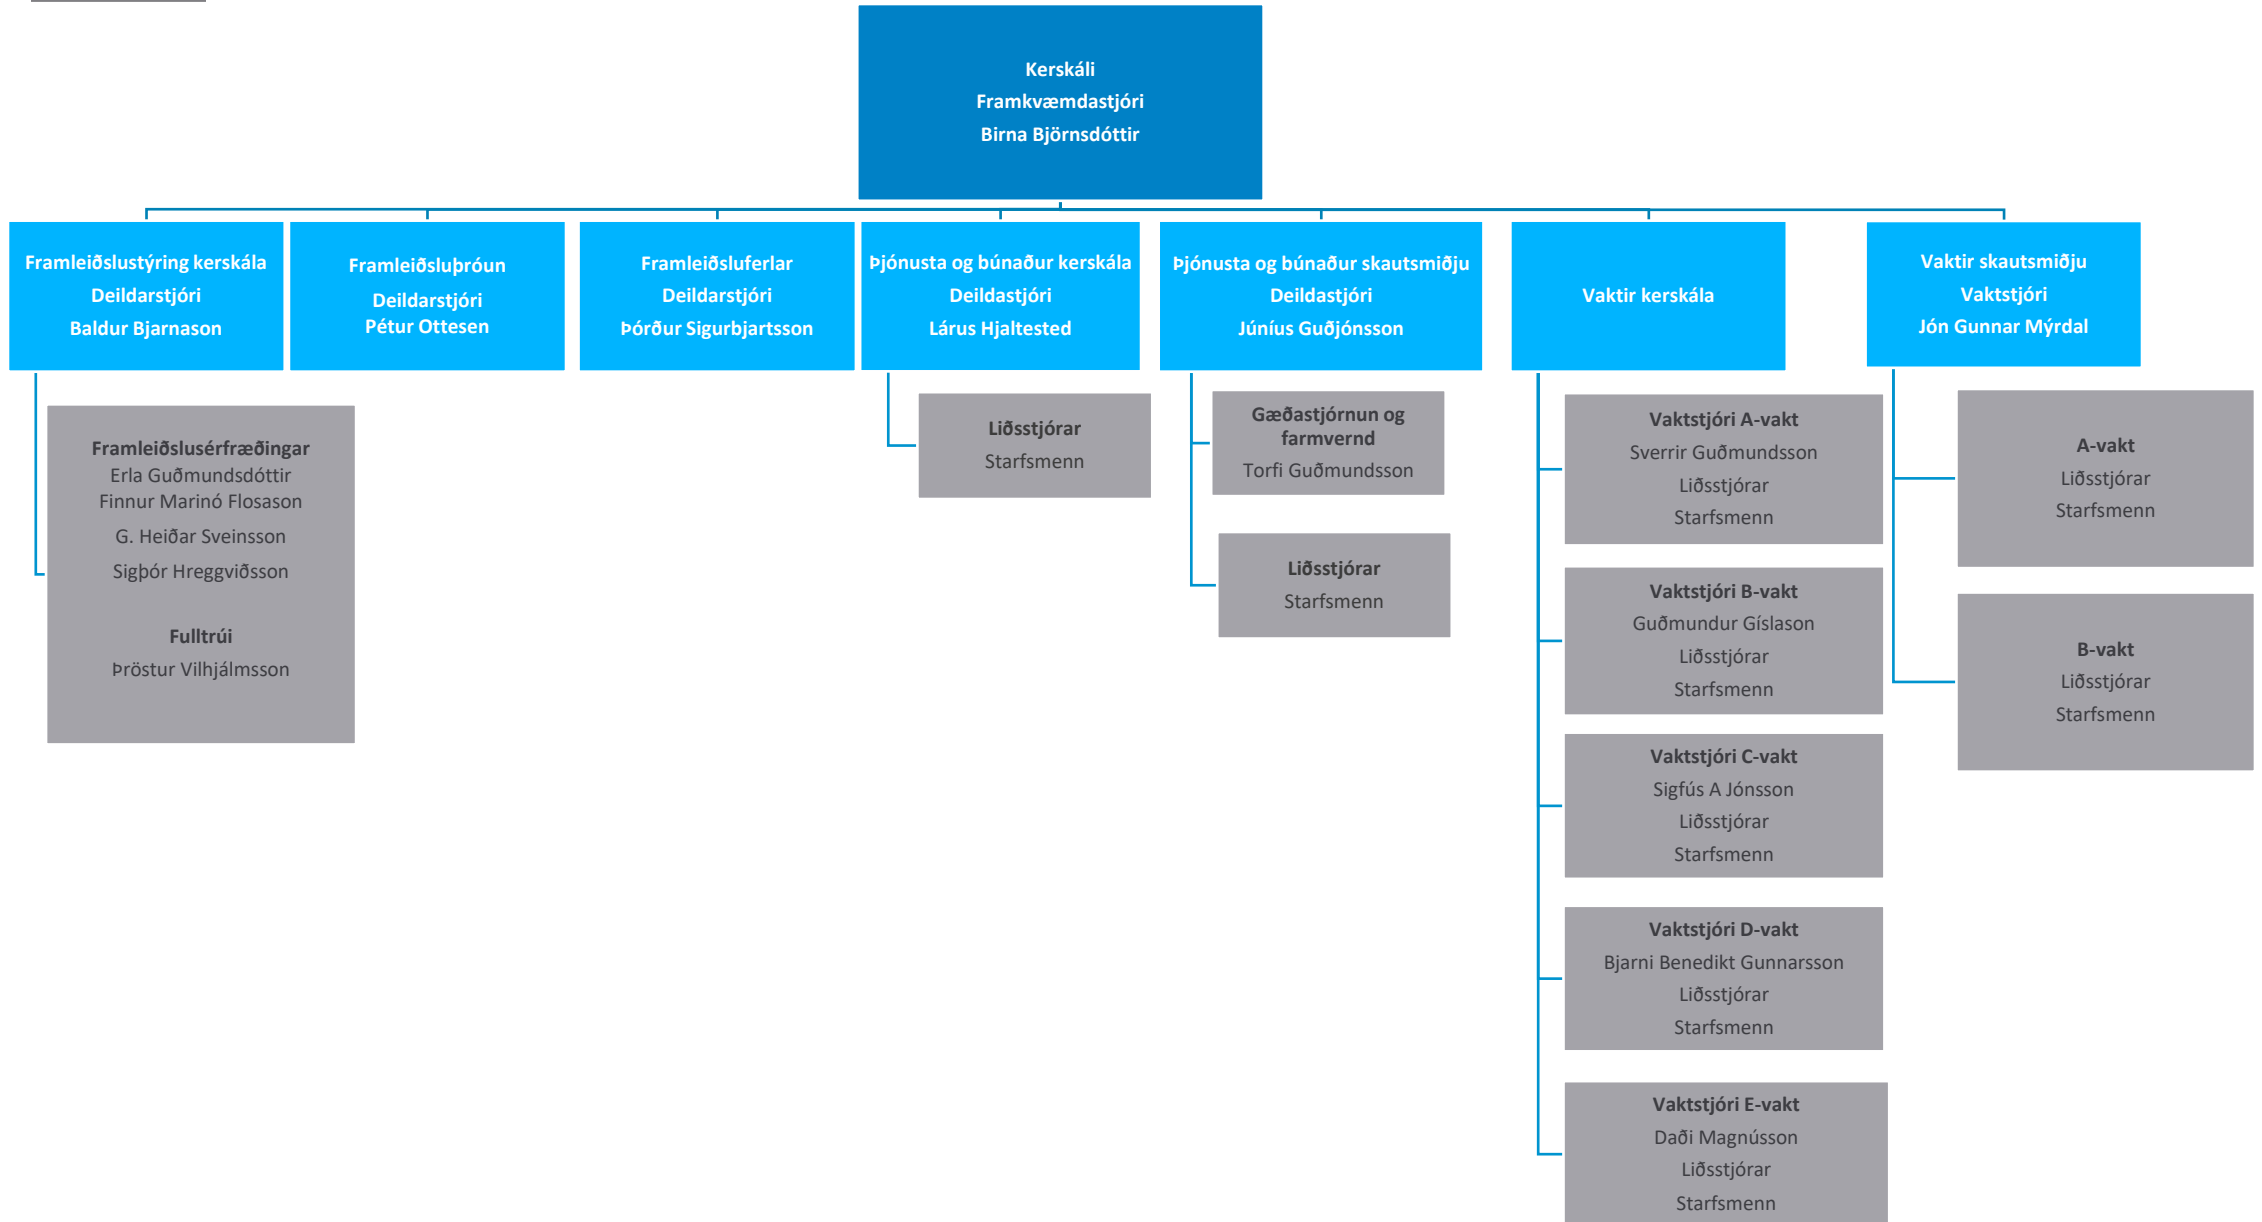 Kerskáli
Framkvæmdastjóri
Birna Björnsdóttir
Framleiðslustýring kerskála
Deildarstjóri
Baldur Bjarnason
Framleiðsluþróun
Deildarstjóri
Pétur Ottesen
Framleiðsluferlar
Deildarstjóri
Þórður Sigurbjartsson
Þjónusta og búnaður kerskála
Deildastjóri
Lárus Hjaltested
Þjónusta og búnaður skautsmiðju
Deildastjóri
Júníus Guðjónsson
Vaktir kerskála
Vaktir skautsmiðju
Vaktstjóri
Jón Gunnar Mýrdal
Framleiðslusérfræðingar
Erla Guðmundsdóttir
Finnur Marinó Flosason
G. Heiðar Sveinsson
Sigþór Hreggviðsson
Fulltrúi
Þröstur Vilhjálmsson
Liðsstjórar
Starfsmenn
Gæðastjórnun og
farmvernd
Torfi Guðmundsson
Liðsstjórar
Starfsmenn
Vaktstjóri A-vakt
Sverrir Guðmundsson
Liðsstjórar
Starfsmenn
Vaktstjóri B-vakt
Guðmundur Gíslason
Liðsstjórar
Starfsmenn
Vaktstjóri C-vakt
Sigfús A Jónsson
Liðsstjórar
Starfsmenn
Vaktstjóri D-vakt
Bjarni Benedikt Gunnarsson
Liðsstjórar
Starfsmenn
Vaktstjóri E-vakt
Daði Magnússon
Liðsstjórar
Starfsmenn
A-vakt
Liðsstjórar
Starfsmenn
B-vakt
Liðsstjórar
Starfsmenn